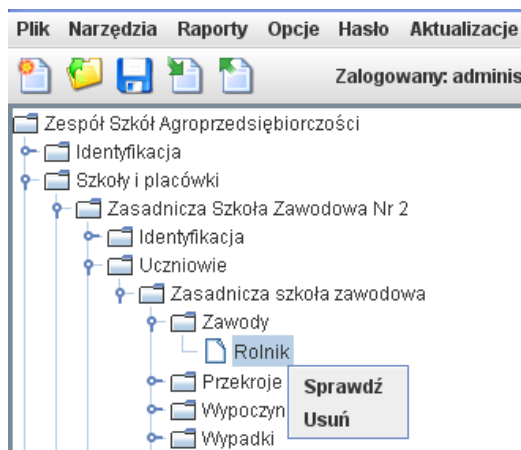 Plik Narzędzia Raporty Opcje Hasło Aktualizacje
Zalogowany: adminis
Zespół Szkół Agroprzedsiębiorczości
Identyfikacja
Szkoły i placówki
Zasadnicza Szkoła Zawodowa Nr 2
Identyfikacja
Uczniowie
Zasadnicza szkoła zawodowa
Zawody
Rolnik
Przekroje
Sprawdź
Wypoczyn
Usuń
Wypadki